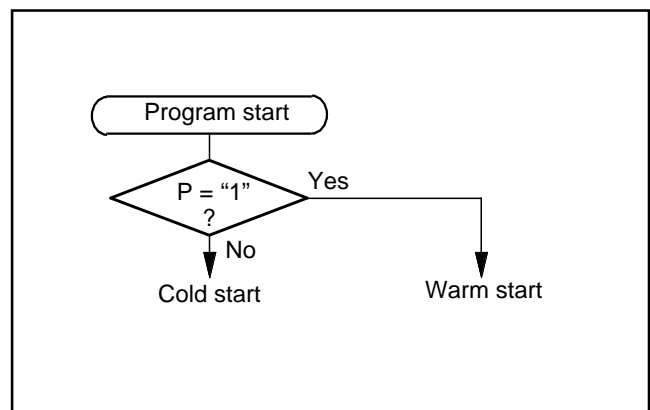 Program start
P = “1”
?
Yes
No
Cold start
Warm start